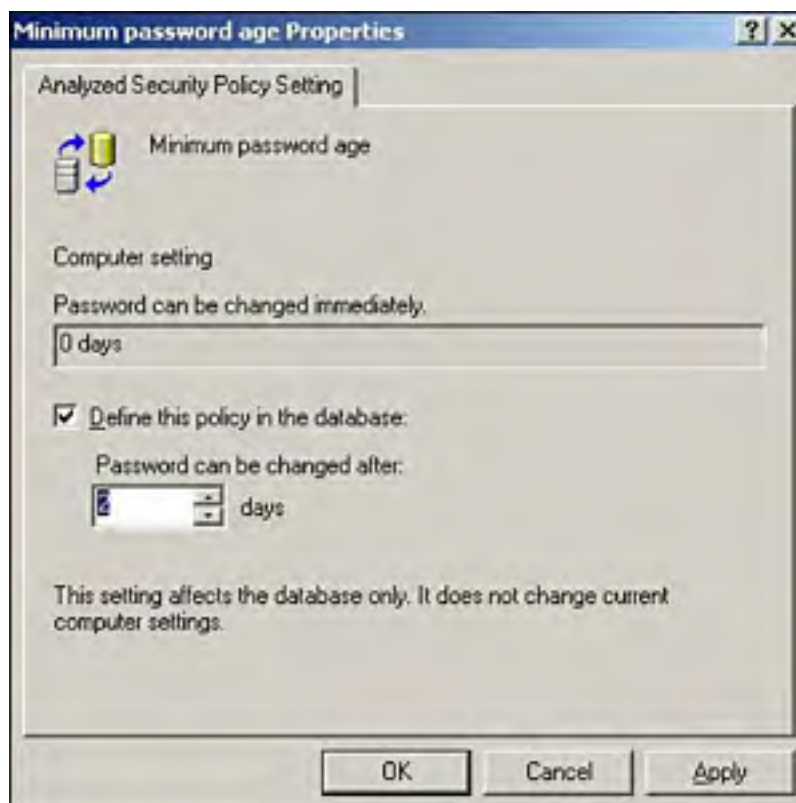 Minimum password age Properties
Analyzed Security Policy Setting
Minimum password age
Computer setting
Password can be changed immediately.
0 days
Define this policy in the database:
Password can be changed after:
2 days
This setting affects the database only. It does not change current
computer settings.
OK Cancel Apply